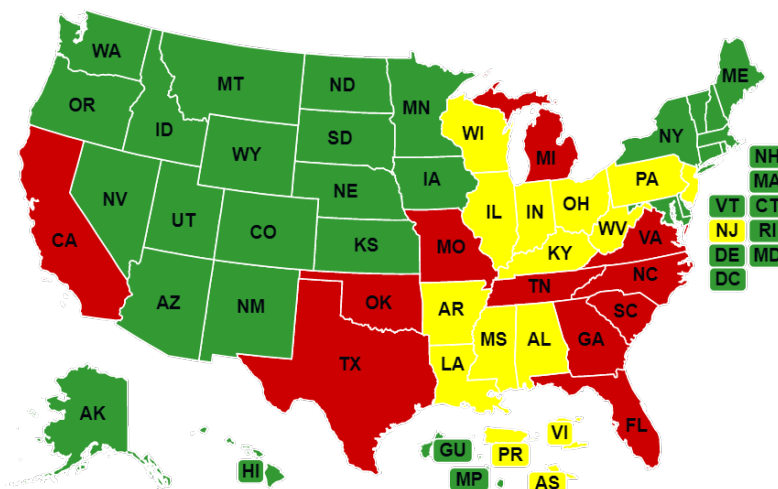 WA
MT
ND
MN
ME
OR
ID
SD
WI
NY
WY
MI
NH
IA
PA
MA
NE
NV
IL
IN
OH
VT
CT
UT
CO
WV
NJ
RI
CA
KS
MO
KY
VA
DE
MD
NC
DC
TN
AZ
NM
OK
AR
SC
MS
AL
GA
TX
LA
AK
FL
VI
GU
PR
HI
MP
AS